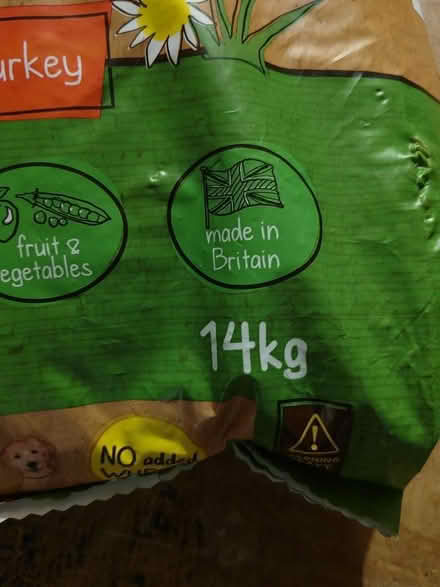 urkey
fruit &
egetables
made in
Britain
14kg
NO added